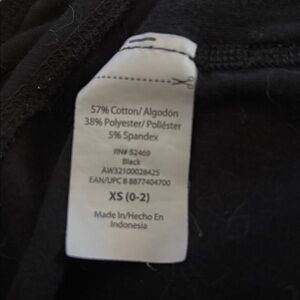 57% Cotton/ Algodón
38% Polyester/ Poliéster
5% Spandex
RN# 52469
Black
AW32100028425
EAN/UPC 8 8877404700
XS (0-2)
Made In/Hecho En
Indonesia